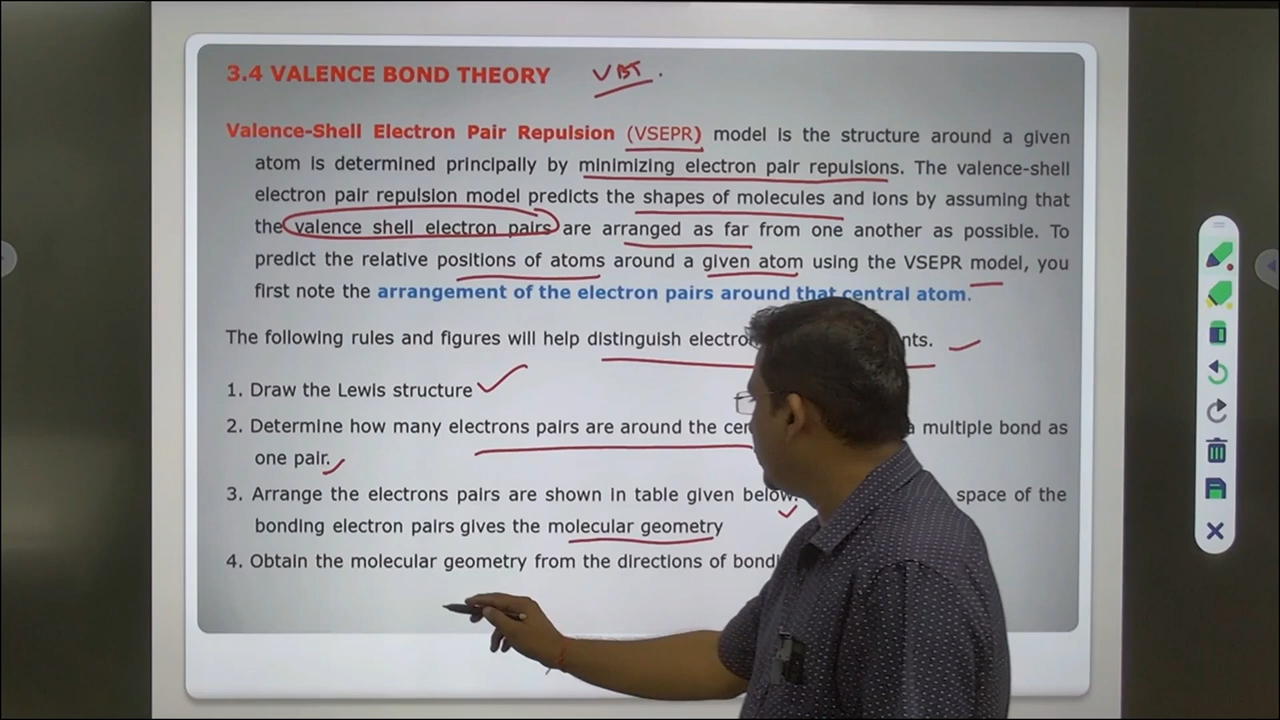 3.4 VALENCE BOND THEORY VBT.
Valence-Shell Electron Pair Repulsion (VSEPR) model is the structure around a given
atom is determined principally by minimizing electron pair repulsions. The valence-shell
electron pair repulsion model predicts the shapes of molecules and ions by assuming that
the valence shell electron pairs are arranged as far from one another as possible. To
predict the relative positions of atoms around a given atom using the VSEPR model, you
first note the arrangement of the electron pairs around that central atom.
The following rules and figures will help distinguish
1. Draw the Lewis structure
2. Determine how many electrons pairs are around the multiple bond as
one pair.
3. Arrange the electrons pairs are shown in table given below. space of the
bonding electron pairs gives the molecular geometry
4. Obtain the molecular geometry from the directions of